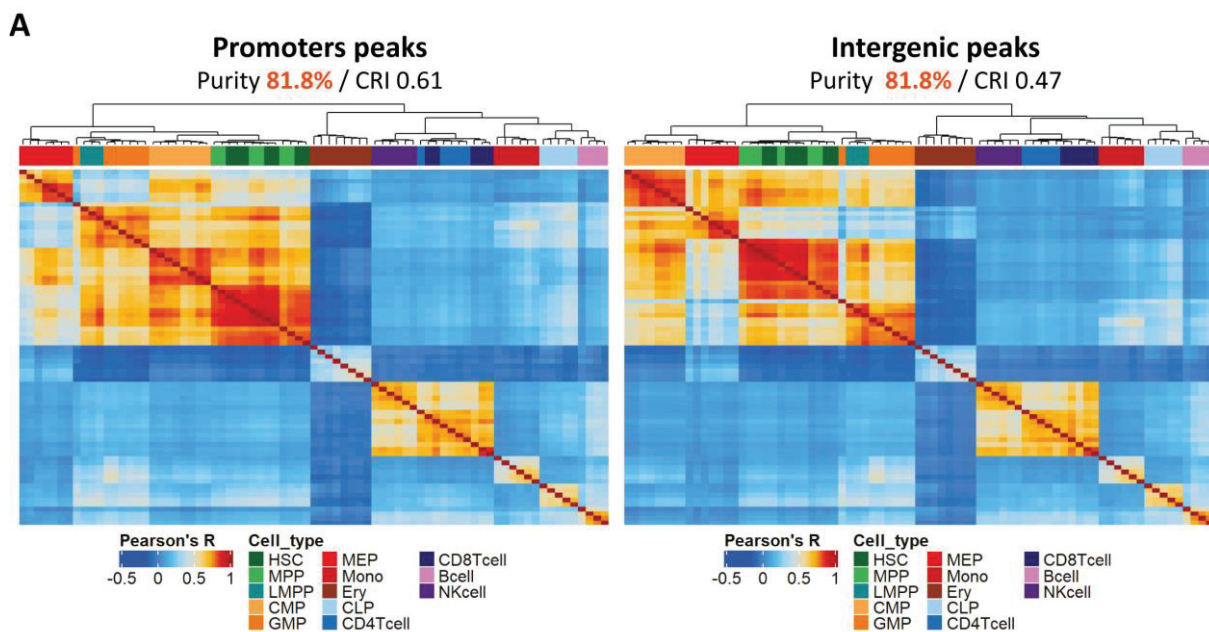 A
Promoters peaks
Purity 81.8% / CRI 0.61
Intergenic peaks
Purity 81.8% / CRI 0.47
Pearson's R
-0.5 0 0.5 1
Cell_type
HSC MEP CD8Tcell
MPP Mono Bcell
LMPP Ery NKcell
CMP CLP
GMP CD4Tcell
Pearson's R
-0.5 0 0.5 1
Cell_type
HSC MEP CD8Tcell
MPP Mono Bcell
LMPP Ery NKcell
CMP CLP
GMP CD4Tcell